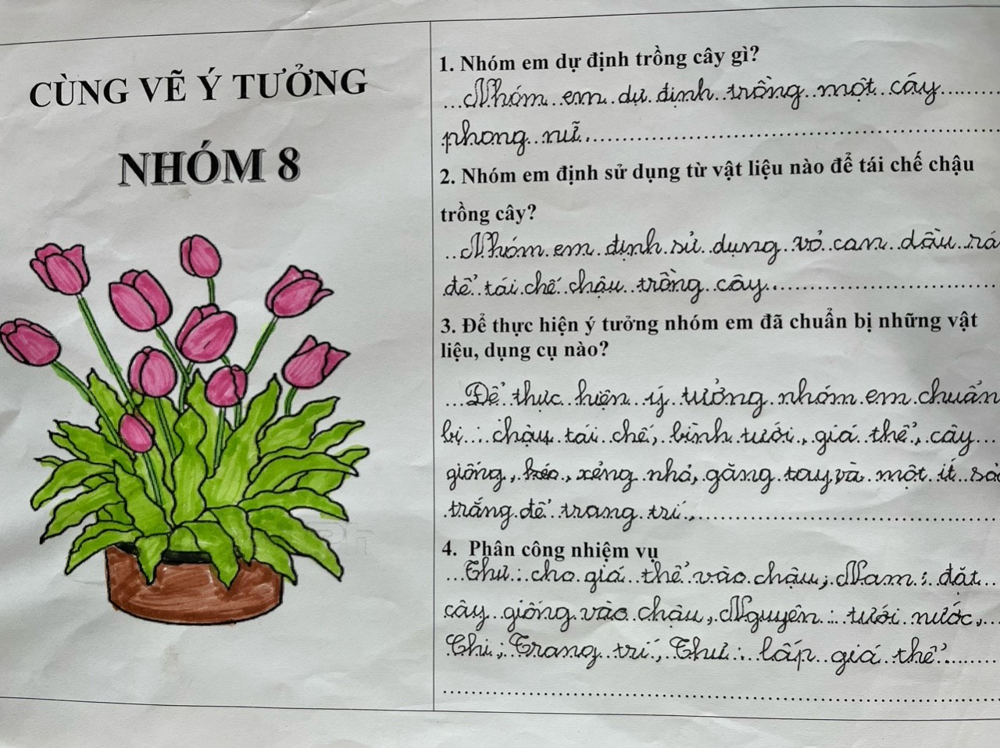 CÙNG VẼ Ý TƯỞNG
NHÓM 8
1. Nhóm em dự định trồng cây gì?
Nhóm em dự định trồng một cây
phong nữ
2. Nhóm em định sử dụng từ vật liệu nào để tái chế chậu
trồng cây?
Nhóm em định sử dụng vỏ can dầu
để tái chế chậu trồng cây
3. Để thực hiện ý tưởng nhóm em đã chuẩn bị những vật
liệu, dụng cụ nào?
Để thực hiện ý tưởng nhóm em chuẩn
bị : chậu tái chế, bình tưới, giá thể, cây
giống, kéo, xẻng nhỏ, găng tay và một ít
trắng để trang trí.
4. Phân công nhiệm vụ
Thư : cho giá thể vào chậu, Nam : đặt
cây giống vào chậu, Nguyên : tưới nước,
Chi : Trang trí, Thư : lấp giá thể